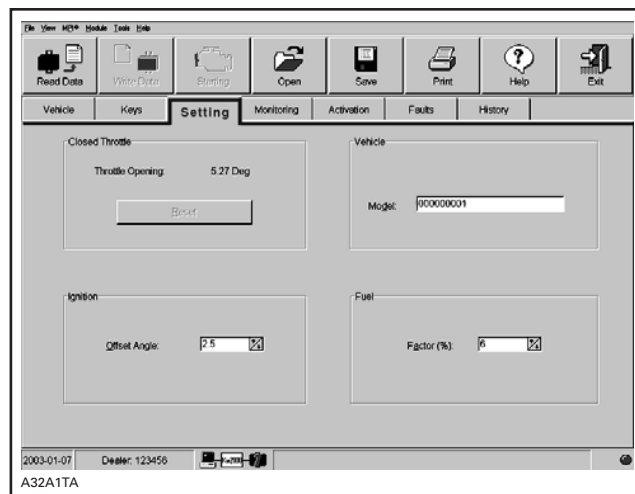 File View MPI® Module Tools Help
Read Data Write Data Starting Open Save Print Help Exit
Vehicle Keys Setting Monitoring Activation Faults History
Closed Throttle
Throttle Opening: 5.27 Deg
Reset
Vehicle
Model: 000000001
Ignition
Offset Angle: 2.5
Fuel
Factor (%): 6
2003-01-07 Dealer: 123456
A32A1TA